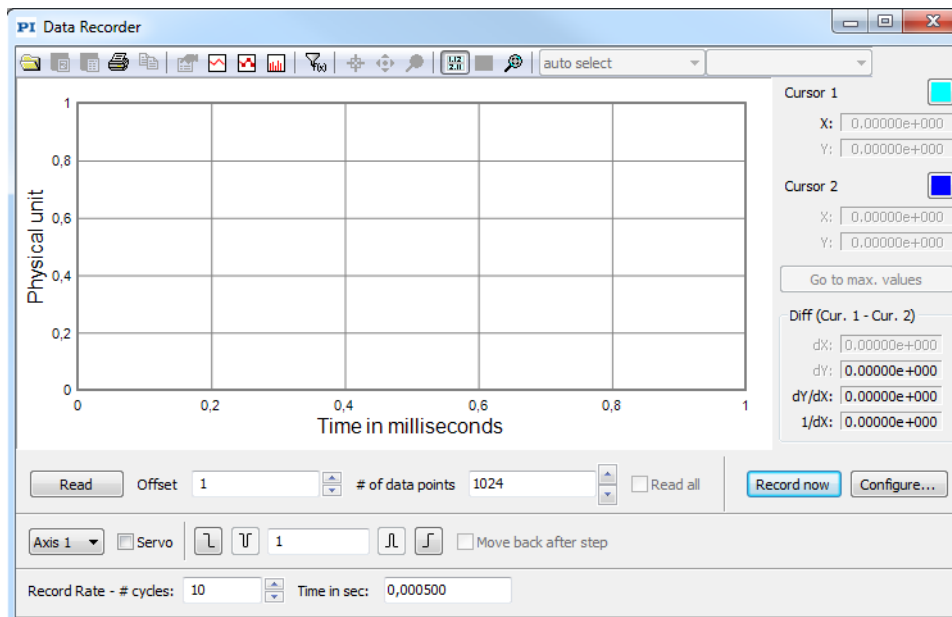 PI Data Recorder
F(x) 1,12 2,11 auto select
Cursor 1
X: 0.00000e+000
Y: 0.00000e+000
Cursor 2
X: 0.00000e+000
Y: 0.00000e+000
Go to max. values
Diff (Cur. 1 - Cur. 2)
dX: 0.00000e+000
dY: 0.00000e+000
dY/dX: 0.00000e+000
1/dX: 0.00000e+000
Physical unit
1
0,8
0,6
0,4
0,2
0
0 0,2 0,4 0,6 0,8 1
Time in milliseconds
Read Offset 1 # of data points 1024 Read all Record now Configure...
Axis 1 Servo 1 Move back after step
Record Rate - # cycles: 10 Time in sec: 0,000500